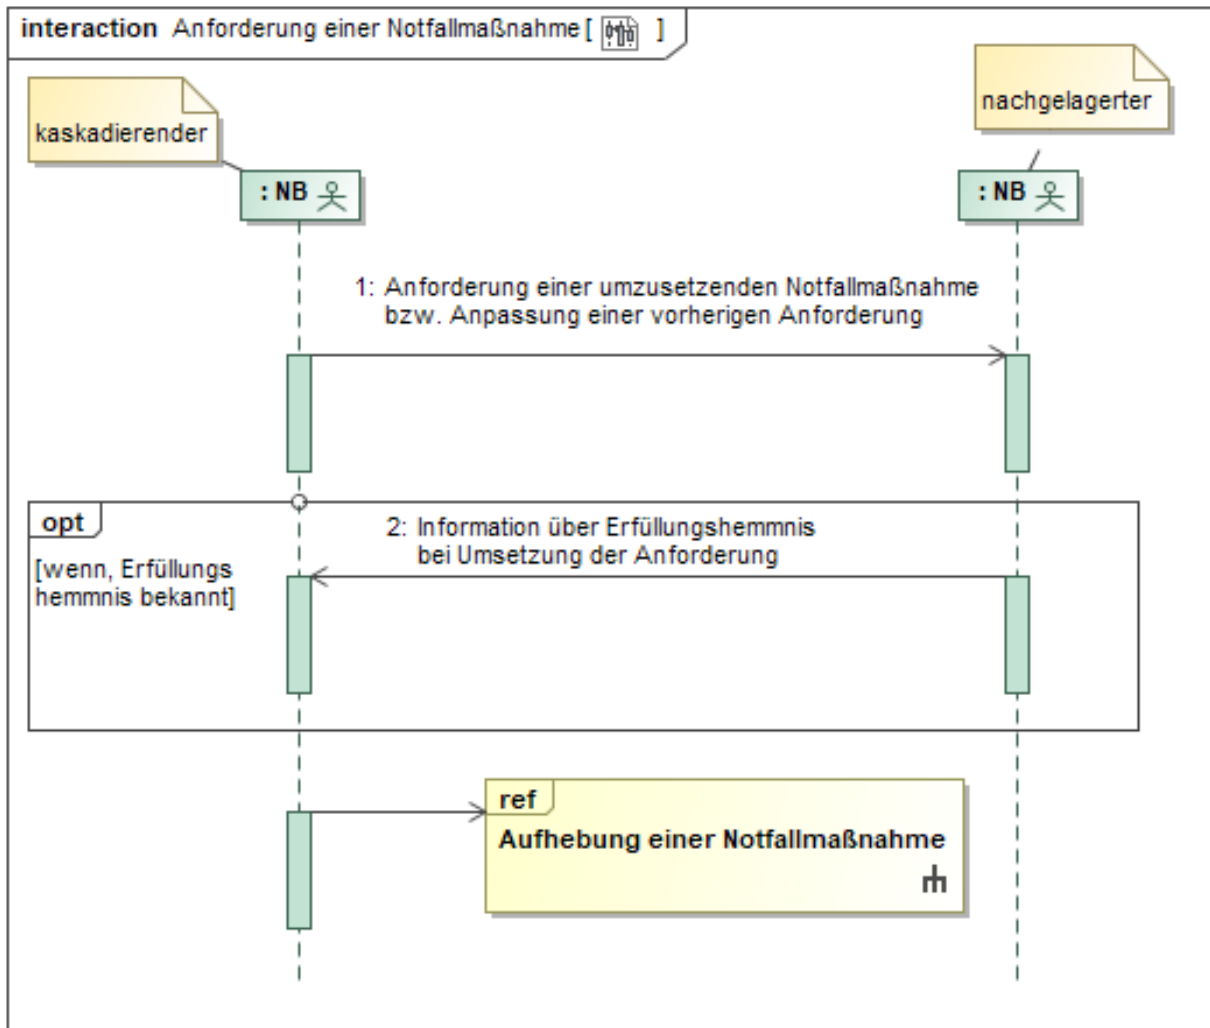 interaction Anforderung einer Notfallmaßnahme [ ]
nachgelagerter
kaskadierender
: NB
: NB
1: Anforderung einer umzusetzenden Notfallmaßnahme
bzw. Anpassung einer vorherigen Anforderung
opt
2: Information über Erfüllungshemmnis
bei Umsetzung der Anforderung
[wenn, Erfüllungs
hemmnis bekannt]
ref
Aufhebung einer Notfallmaßnahme